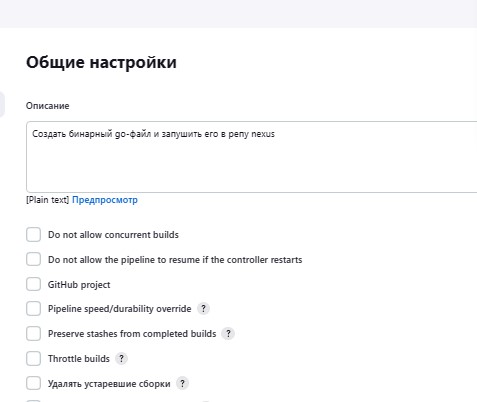 Общие настройки
Описание
Создать бинарный go-файл и запушить его в репу nexus
[Plain text] Предпросмотр
Do not allow concurrent builds
Do not allow the pipeline to resume if the controller restarts
GitHub project
Pipeline speed/durability override ?
Preserve stashes from completed builds ?
Throttle builds ?
Удалять устаревшие сборки ?